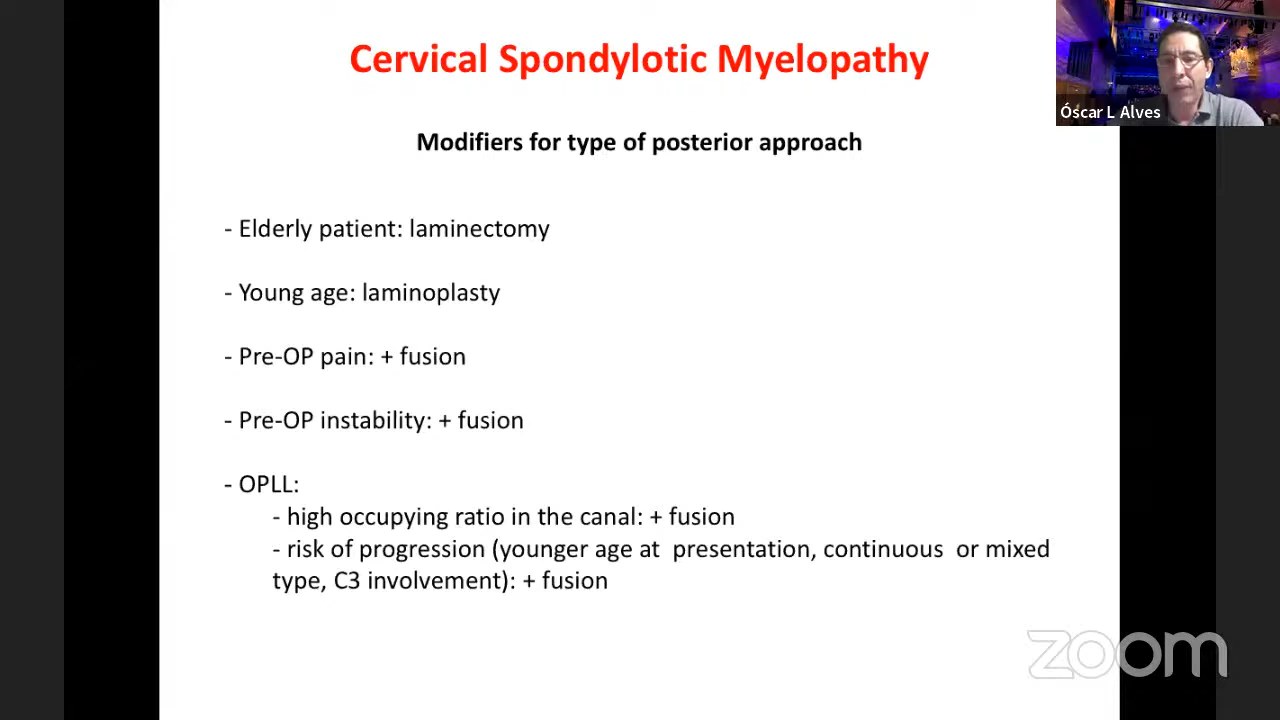 Cervical Spondylotic Myelopathy
Óscar L Alves
Modifiers for type of posterior approach
- Elderly patient: laminectomy
- Young age: laminoplasty
- Pre-OP pain: + fusion
- Pre-OP instability: + fusion
- OPLL:
- high occupying ratio in the canal: + fusion
- risk of progression (younger age at presentation, continuous or mixed
type, C3 involvement): + fusion
zoom